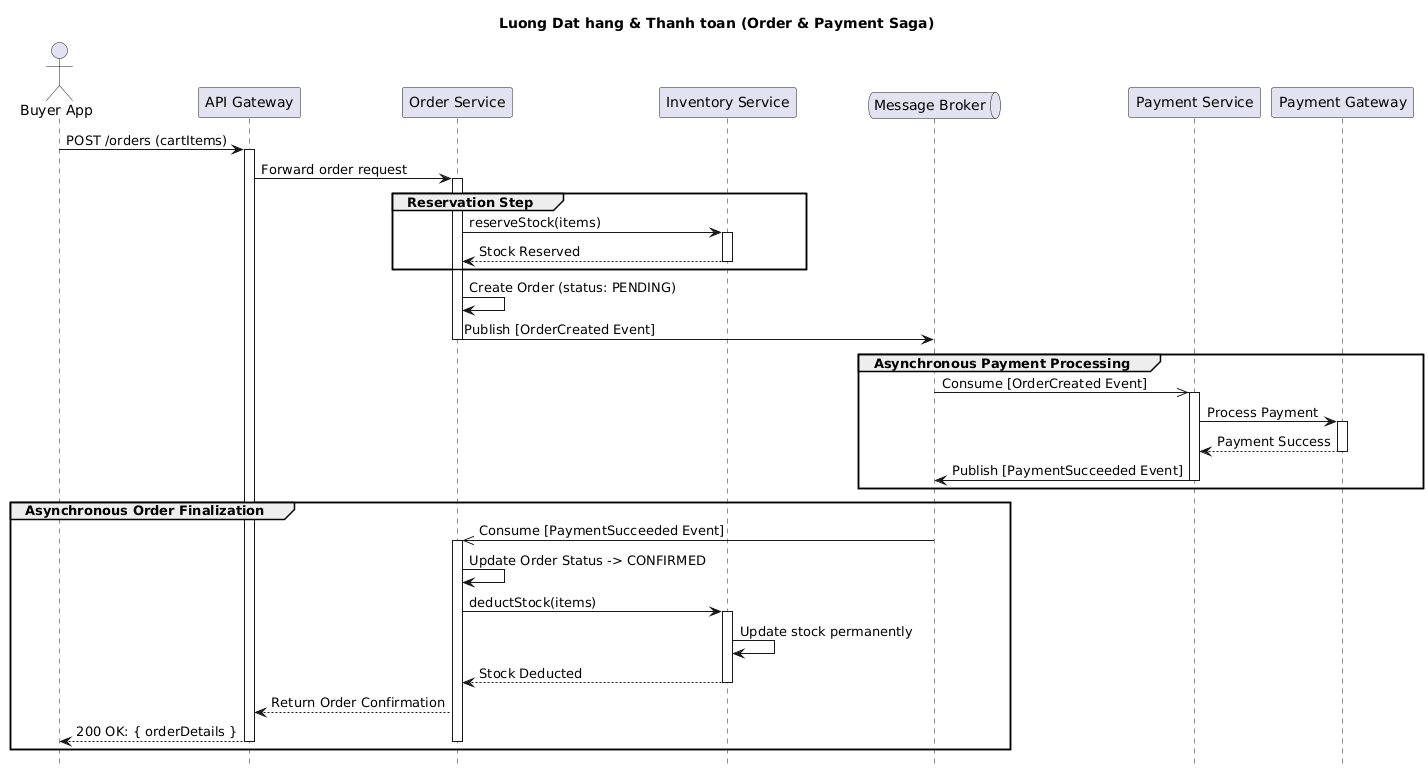 Luong Dat hang & Thanh toan (Order & Payment Saga)
Buyer App
API Gateway
Order Service
Inventory Service
Message Broker
Payment Service
Payment Gateway
POST /orders (cartItems)
Forward order request
Reservation Step
reserveStock(items)
Stock Reserved
Create Order (status: PENDING)
Publish [OrderCreated Event]
Asynchronous Payment Processing
Consume [OrderCreated Event]
Process Payment
Payment Success
Publish [PaymentSucceeded Event]
Asynchronous Order Finalization
Consume [PaymentSucceeded Event]
Update Order Status -> CONFIRMED
deductStock(items)
Update stock permanently
Stock Deducted
Return Order Confirmation
200 OK: { orderDetails }